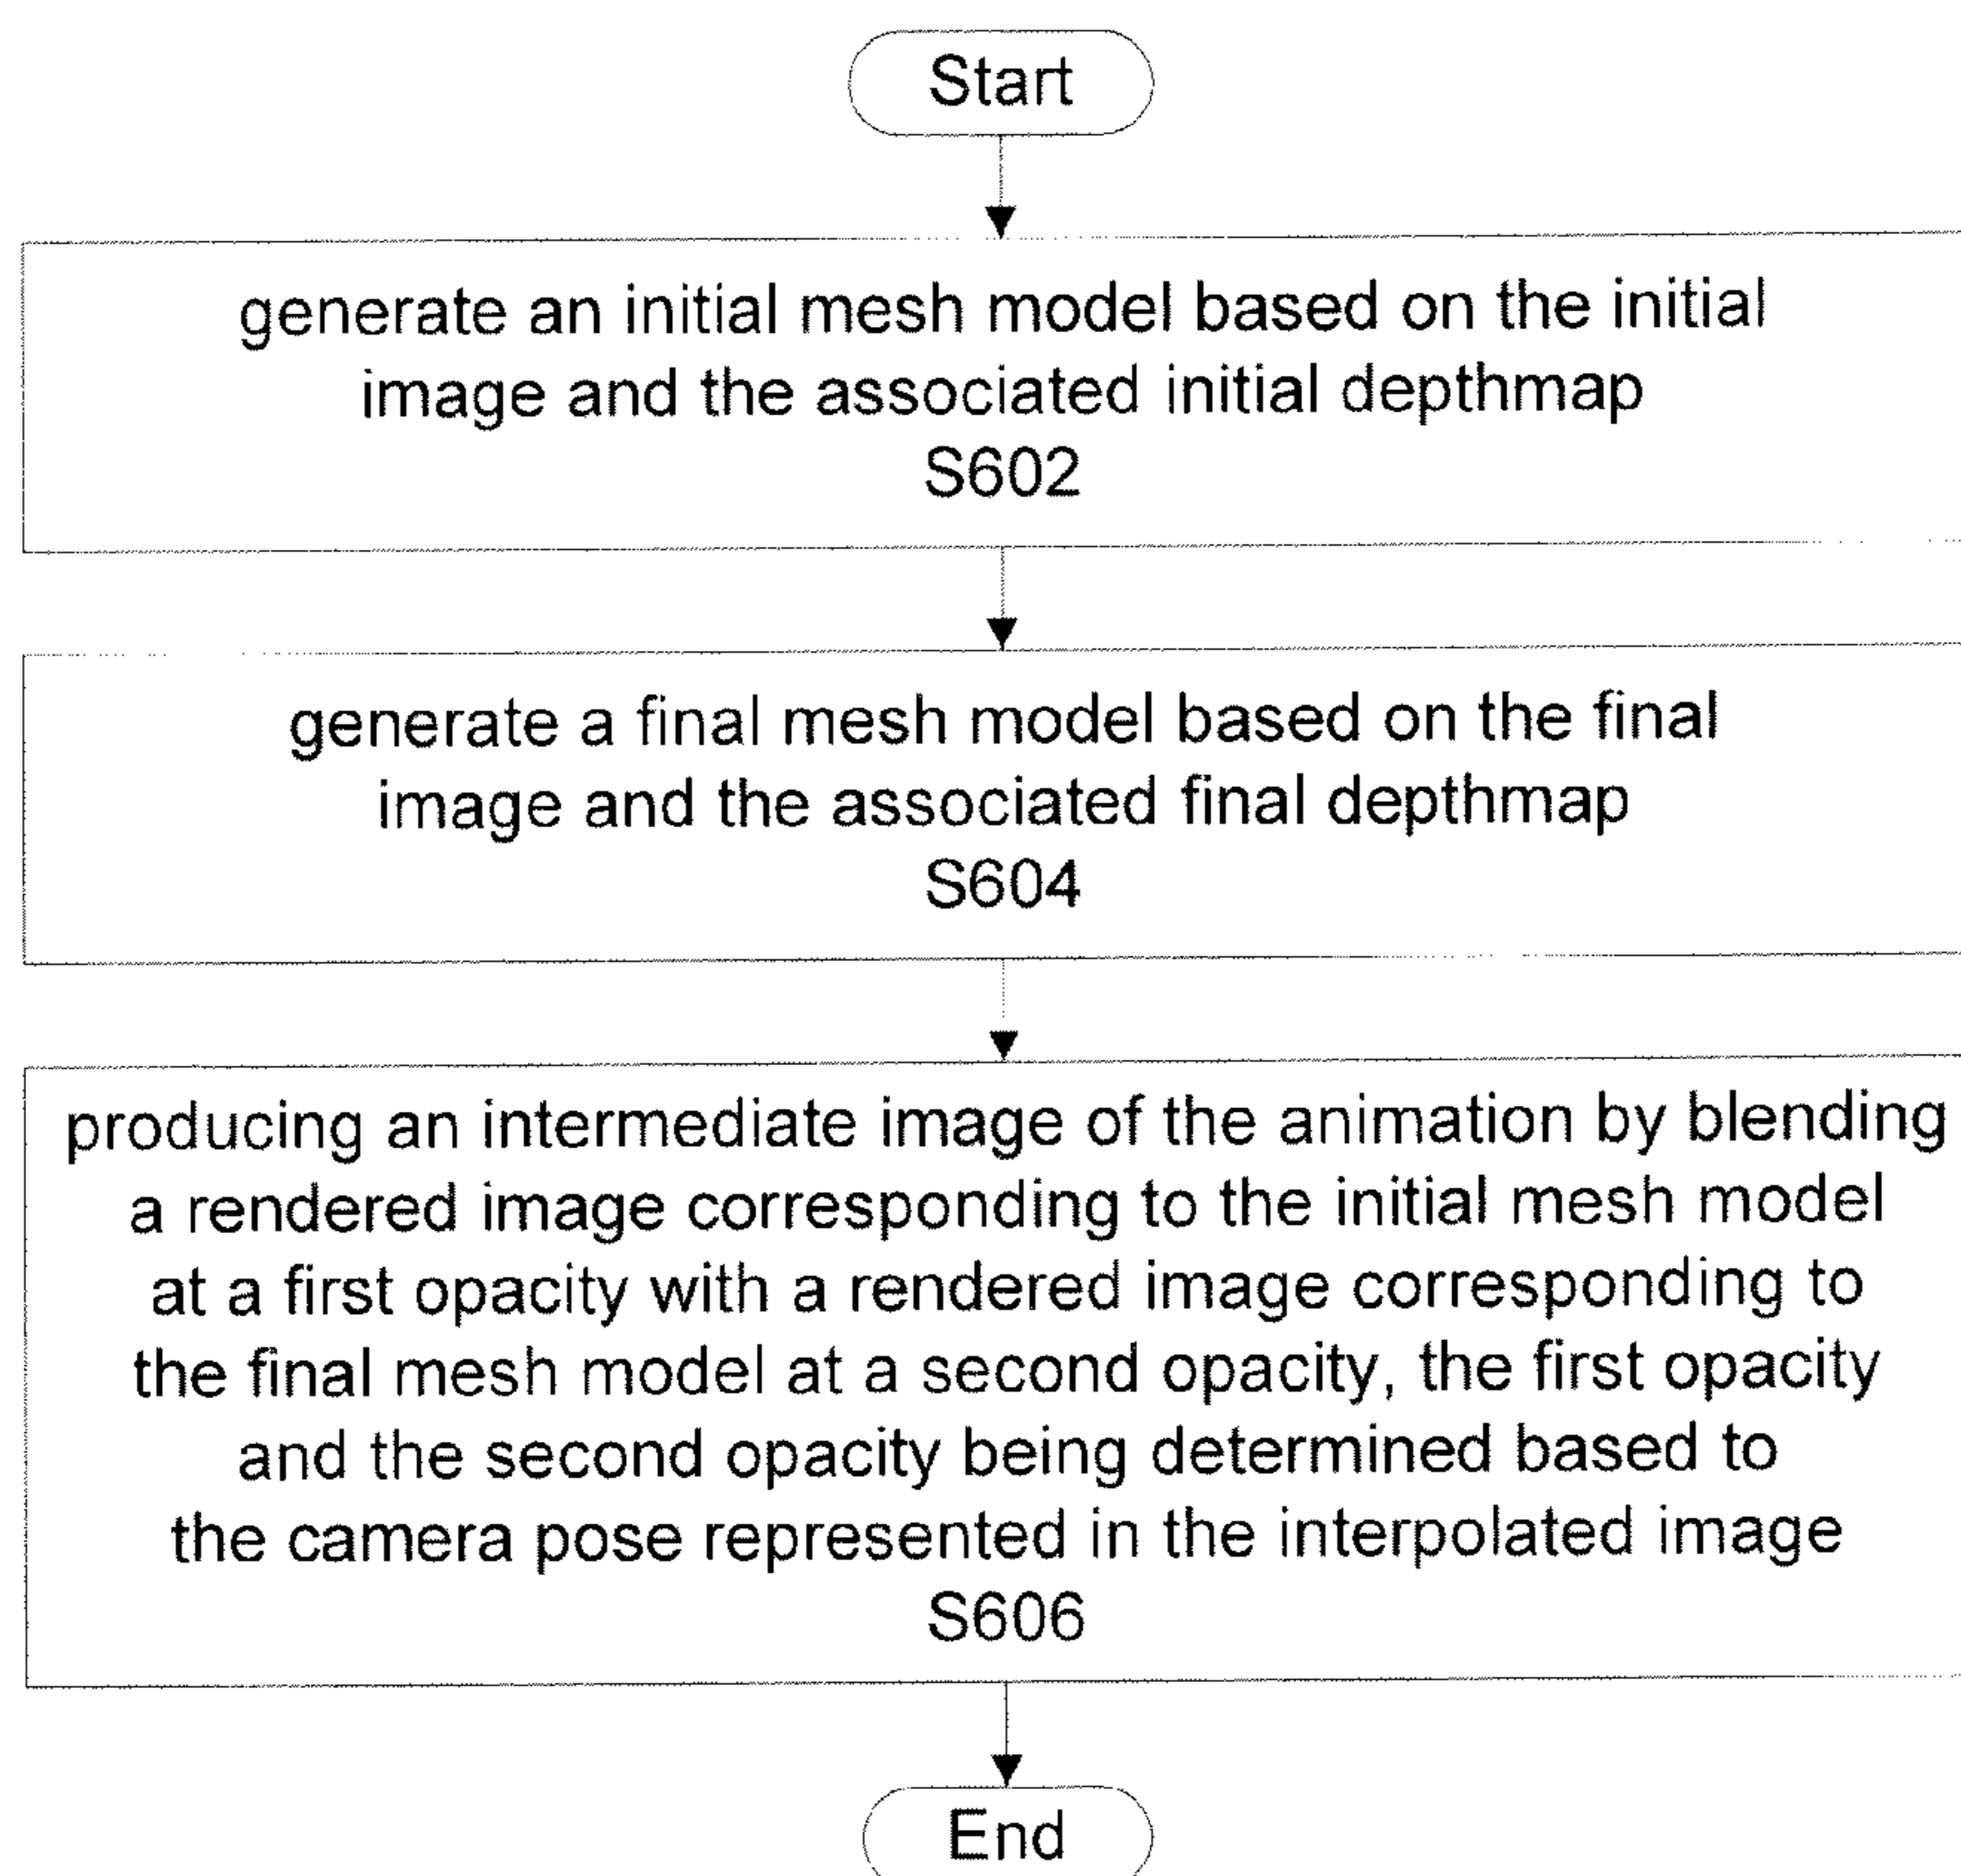 Start
generate an initial mesh model based on the initial
image and the associated initial depthmap
S602
generate a final mesh model based on the final
image and the associated final depthmap
S604
producing an intermediate image of the animation by blending
a rendered image corresponding to the initial mesh model
at a first opacity with a rendered image corresponding to
the final mesh model at a second opacity, the first opacity
and the second opacity being determined based to
the camera pose represented in the interpolated image
S606
End